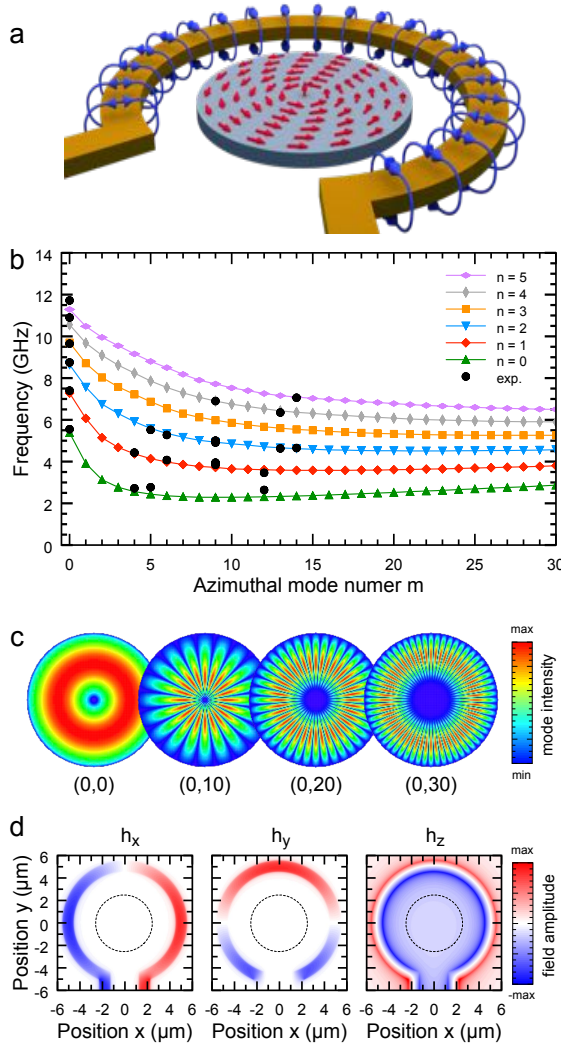 a
b
14
12
10
8
6
4
2
0
Frequency (GHz)
n = 5
n = 4
n = 3
n = 2
n = 1
n = 0
exp.
0 5 10 15 20 25 30
Azimuthal mode numer m
c
max
mode intensity
min
(0,0) (0,10) (0,20) (0,30)
d
hx hy hz
6
4
2
0
-2
-4
-6
Position y (µm)
max
field amplitude
-max
-6 -4 -2 0 2 4 6 -6 -4 -2 0 2 4 6 -6 -4 -2 0 2 4 6
Position x (µm) Position x (µm) Position x (µm)